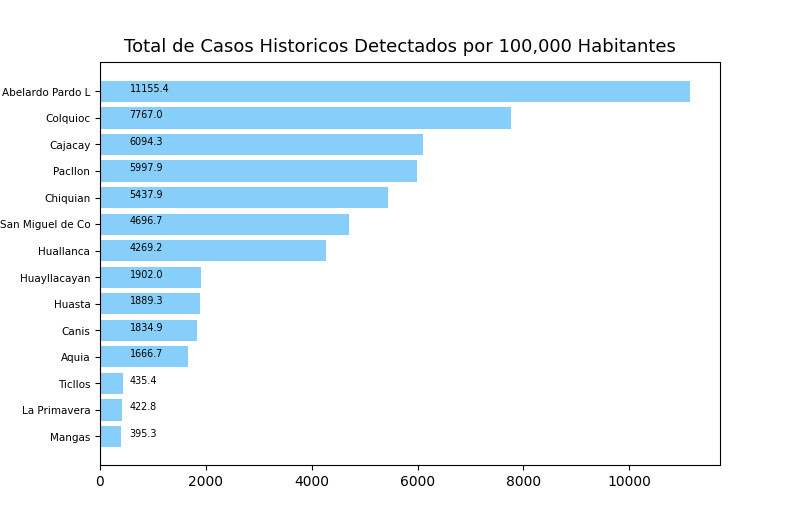 Total de Casos Historicos Detectados por 100,000 Habitantes
Abelardo Pardo L 11155.4
Colquioc 7767.0
Cajacay 6094.3
Pacllon 5997.9
Chiquian 5437.9
San Miguel de Co 4696.7
Huallanca 4269.2
Huayllacayan 1902.0
Huasta 1889.3
Canis 1834.9
Aquia 1666.7
Ticllos 435.4
La Primavera 422.8
Mangas 395.3
0 2000 4000 6000 8000 10000